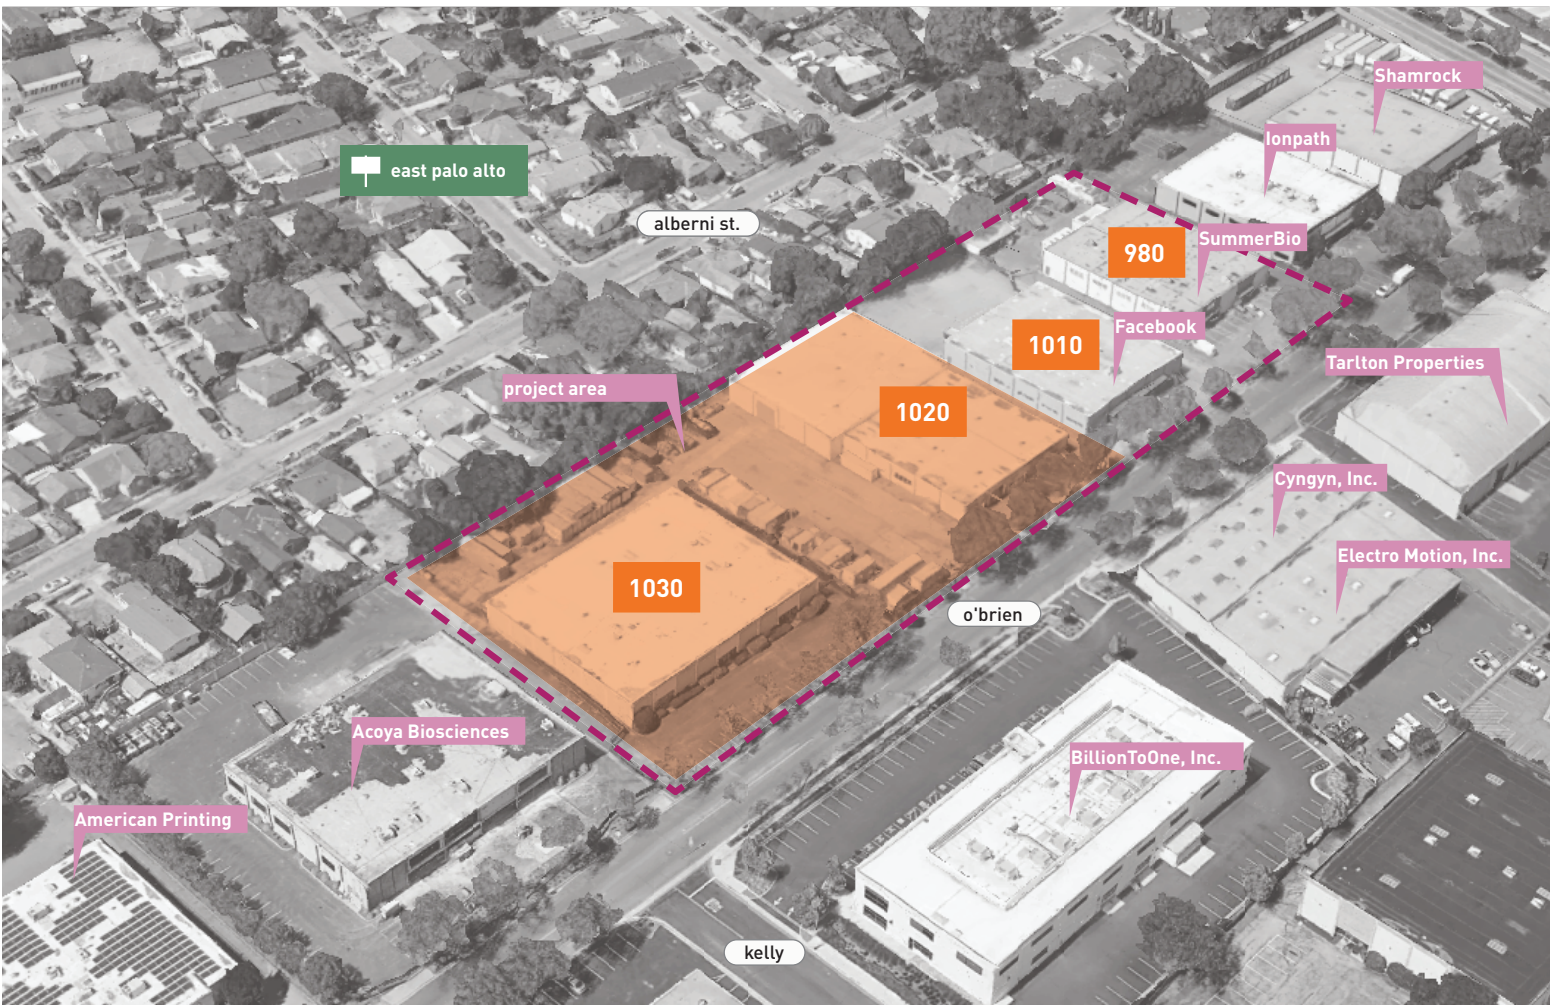 Shamrock
Ionpath
east palo alto
alberni st.
SummerBio
980
Facebook
1010
Tarlton Properties
project area
1020
Cyngyn, Inc.
Electro Motion, Inc.
1030
o'brien
Acoya Biosciences
BillionToOne, Inc.
American Printing
kelly